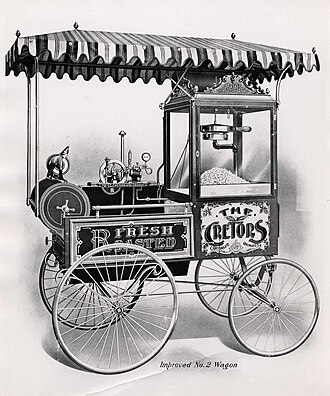 FRESH
ROASTED
THE
CRETORS
Improved No. 2 Wagon